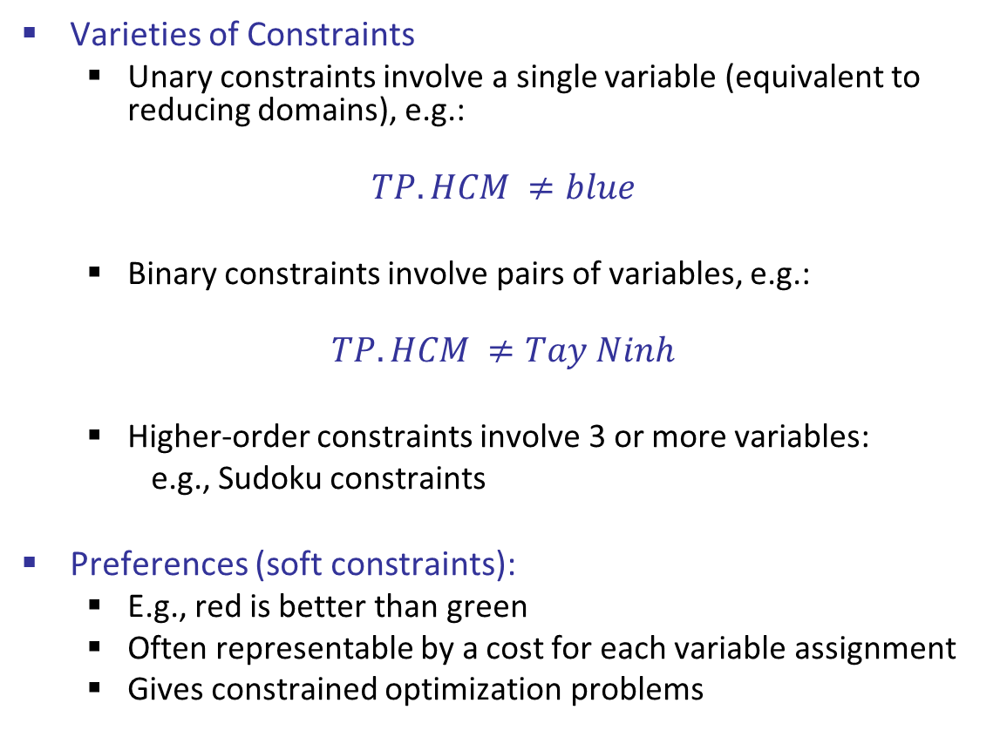 ▪ Varieties of Constraints
▪ Unary constraints involve a single variable (equivalent to
reducing domains), e.g.:
TP.HCM ≠ blue
▪ Binary constraints involve pairs of variables, e.g.:
TP.HCM ≠ Tay Ninh
▪ Higher-order constraints involve 3 or more variables:
e.g., Sudoku constraints
▪ Preferences (soft constraints):
▪ E.g., red is better than green
▪ Often representable by a cost for each variable assignment
▪ Gives constrained optimization problems